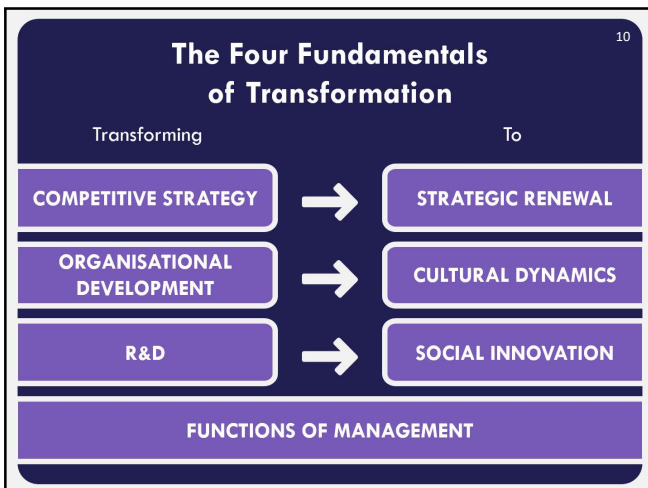 10
The Four Fundamentals
of Transformation
Transforming
To
COMPETITIVE STRATEGY
STRATEGIC RENEWAL
ORGANISATIONAL
DEVELOPMENT
CULTURAL DYNAMICS
R&D
SOCIAL INNOVATION
FUNCTIONS OF MANAGEMENT